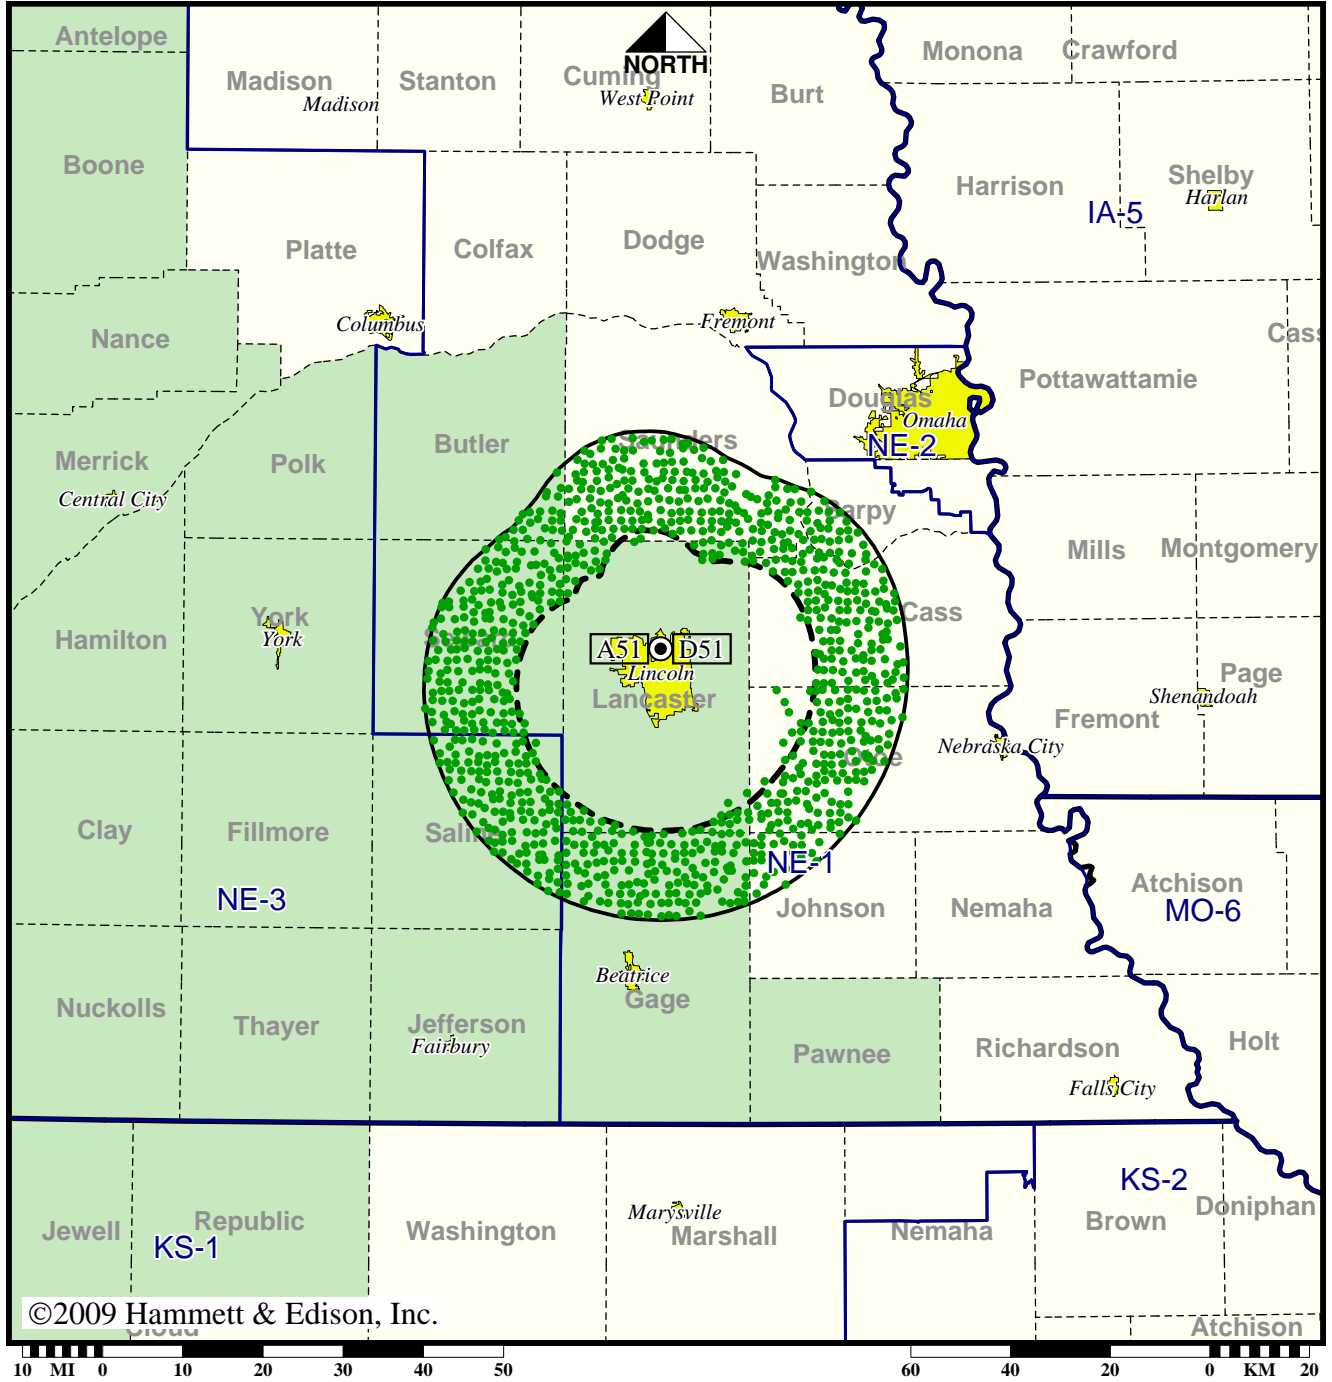 Antelope
Madison
Madison
Stanton
Cuming
West Point
NORTH
Burt
Monona
Crawford
Boone
Harrison
Shelby
Harlan
IA-5
Platte
Colfax
Dodge
Washington
Nance
Columbus
Fremont
Cass
Pottawattamie
Douglas
Omaha
NE-2
Butler
Saunders
Merrick
Central City
Polk
Sarpy
Mills
Montgomery
Hamilton
York
York
Seward
A51
D51
Lincoln
Lancaster
Cass
Page
Shenandoah
Fremont
Nebraska City
Otoe
Clay
Fillmore
Saline
NE-3
NE-1
Johnson
Nemaha
Atchison
MO-6
Beatrice
Gage
Nuckolls
Thayer
Jefferson
Fairbury
Pawnee
Richardson
Falls City
Holt
Jewell
Republic
KS-1
Washington
Marysville
Marshall
Nemaha
KS-2
Brown
Doniphan
©2009 Hammett & Edison, Inc.
Cloud
Atchison
10 MI 0 10 20 30 40 50
60 40 20 0 KM 20